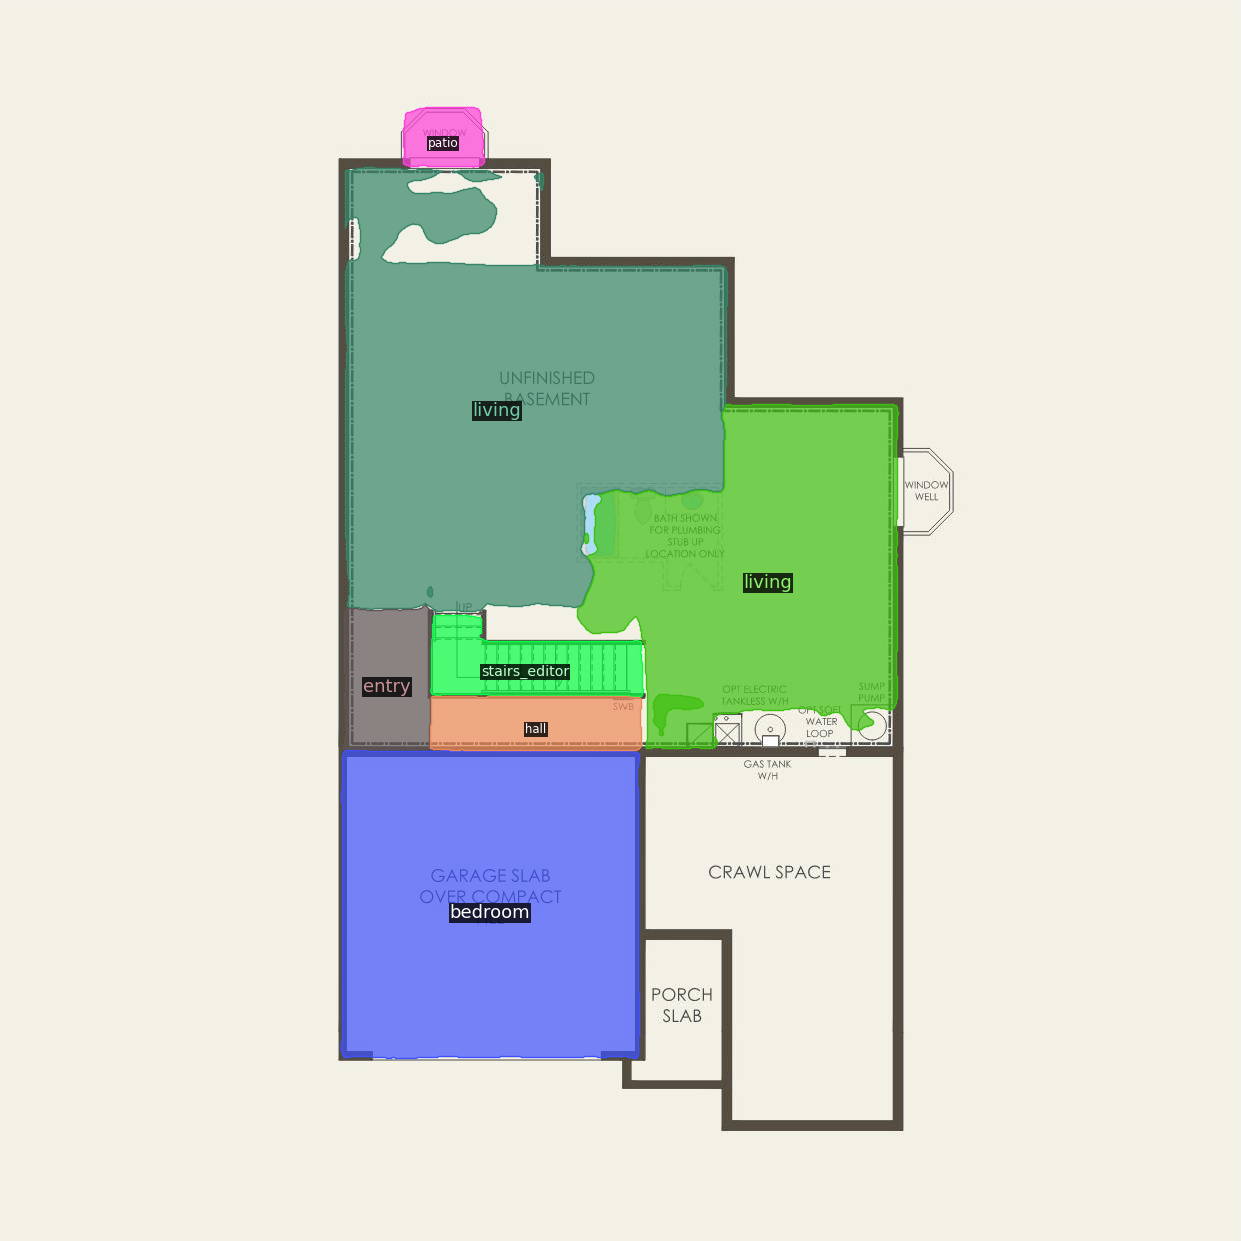 WINDOW
patio
UNFINISHED
BASEMENT
living
WINDOW
WELL
BATH SHOWN
FOR PLUMBING
STUB UP
LOCATION ONLY
living
UP
stairs_editor
entry
OPT ELECTRIC
TANKLESS W/H
SUMP
PUMP
SWB
OPT SOFT
WATER
LOOP
hall
GAS TANK
W/H
GARAGE SLAB
OVER COMPACT
bedroom
CRAWL SPACE
PORCH
SLAB